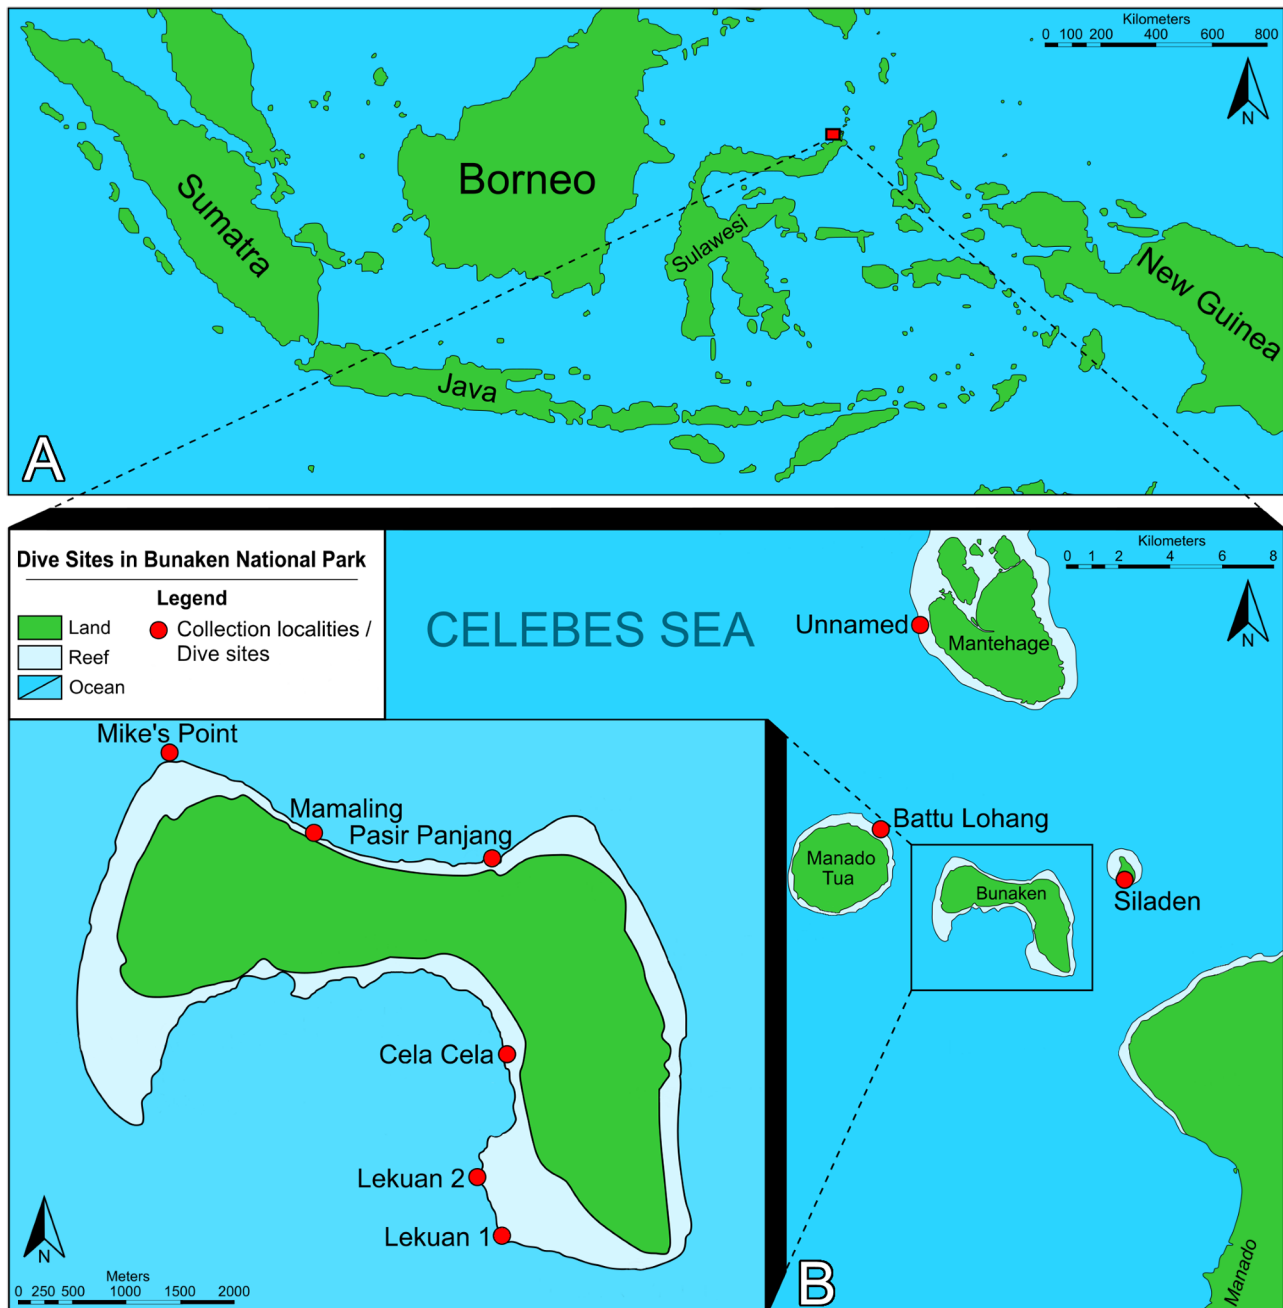 Kilometers
0 100 200 400 600 800
N
Borneo
Sumatra
Sulawesi
New Guinea
Java
A
Dive Sites in Bunaken National Park
Legend
Land
Reef
Ocean
Collection localities /
Dive sites
CELEBES SEA
Kilometers
0 1 2 4 6 8
N
Unnamed
Mantehage
Battu Lohang
Manado
Tua
Bunaken
Siladen
Manado
B
Mike's Point
Mamaling
Pasir Panjang
Cela Cela
Lekuan 2
Lekuan 1
N
Meters
0 250 500 1000 1500 2000